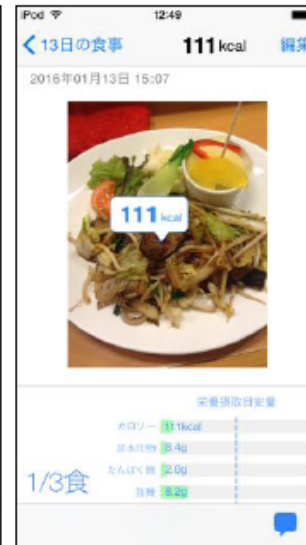 iPod 12:49
13日の食事 111 kcal 編集
2016年01月13日 15:07
111 kcal
栄養摂取目安量
カロリー 111kcal
炭水化物 8.4g
たんぱく質 2.0g
脂質 8.2g
1/3食